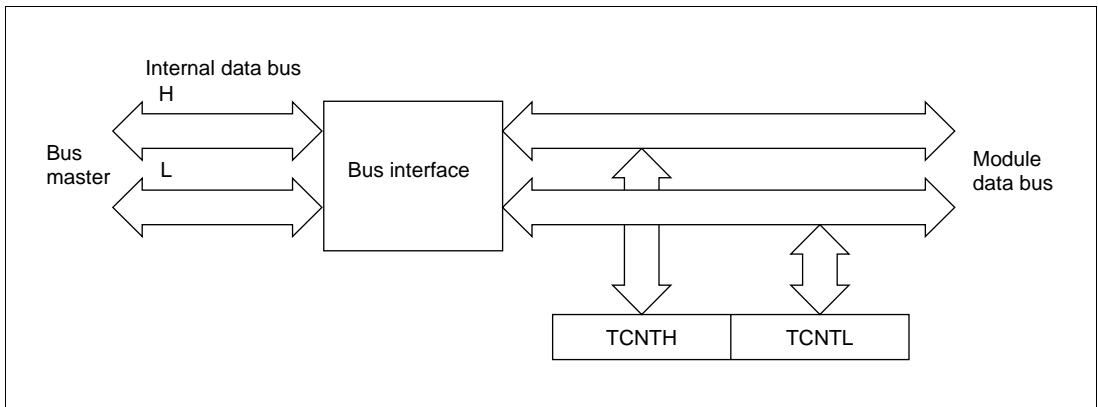 Internal data bus
H
Bus
master
L
Bus interface
Module
data bus
TCNTH
TCNTL